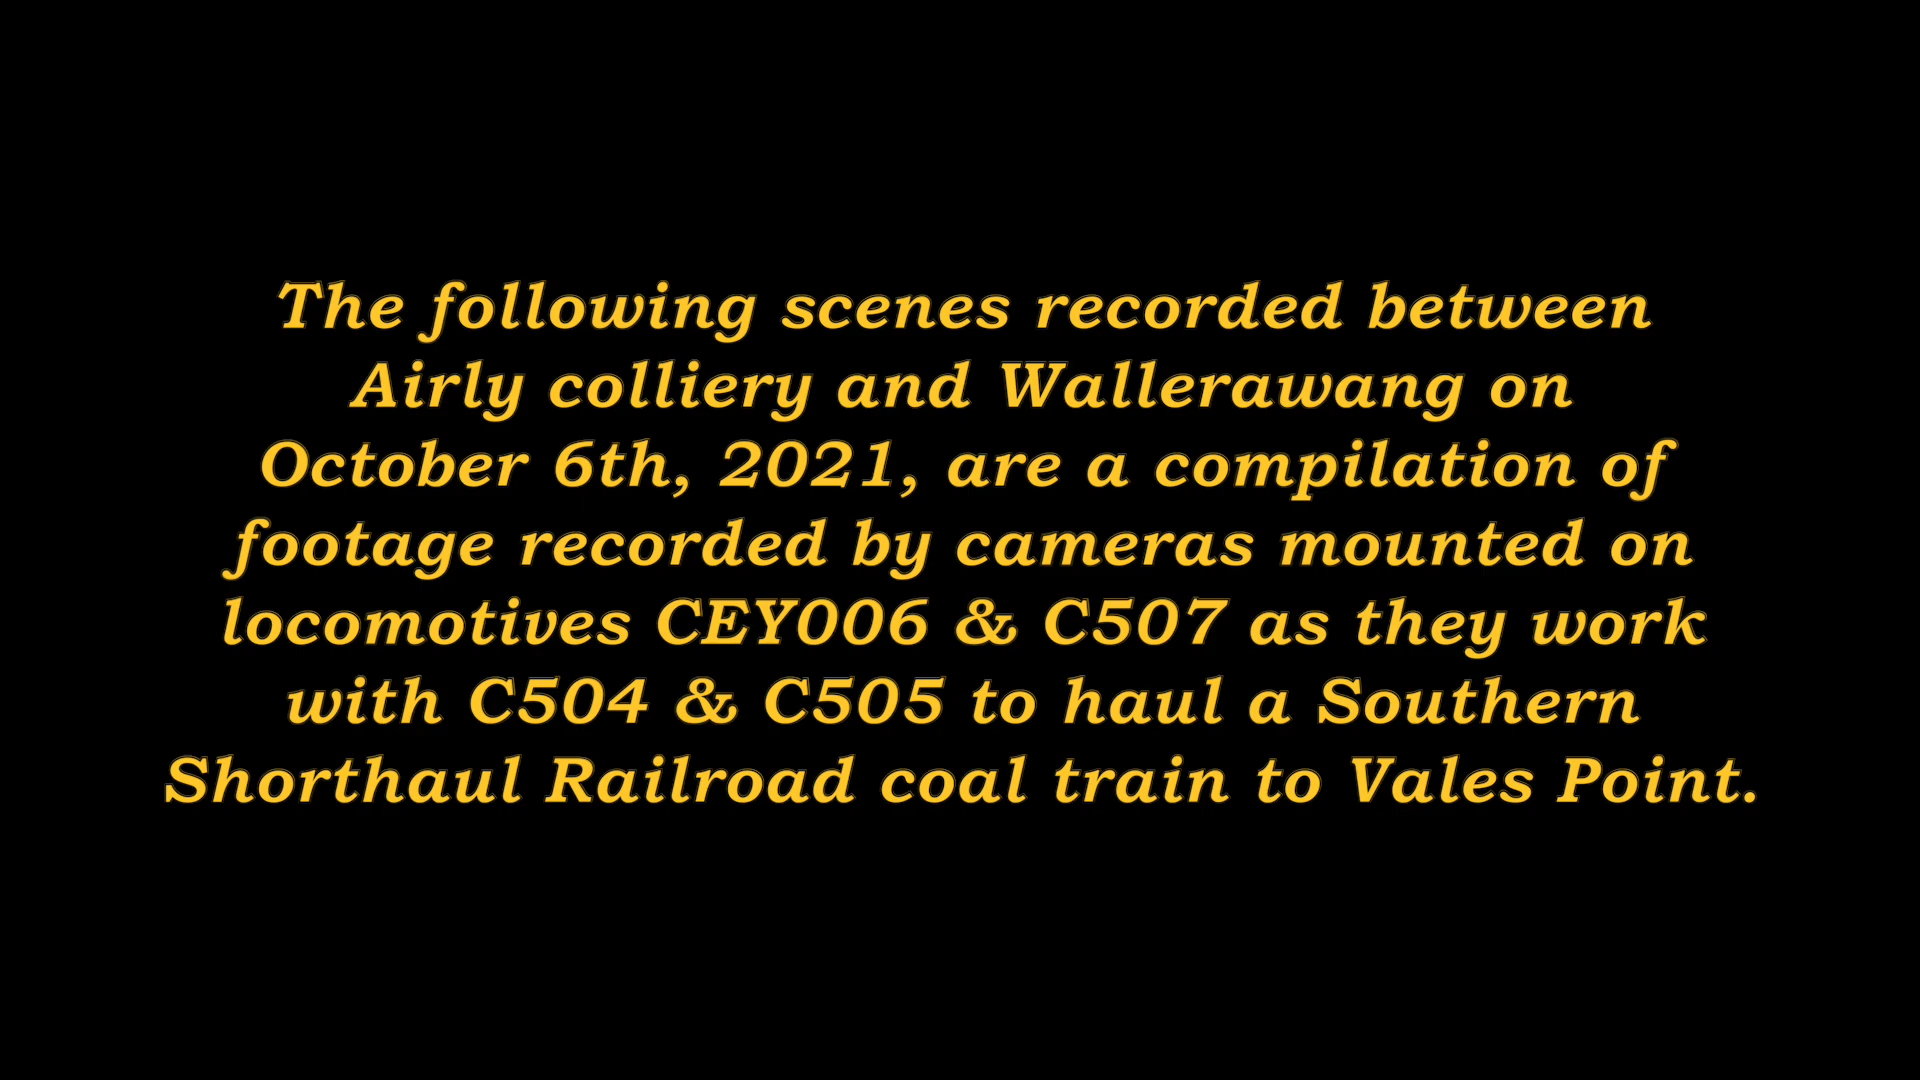 The following scenes recorded between
Airly colliery and Wallerawang on
October 6th, 2021, are a compilation of
footage recorded by cameras mounted on
locomotives CEY006 & C507 as they work
with C504 & C505 to haul a Southern
Shorthaul Railroad coal train to Vales Point.